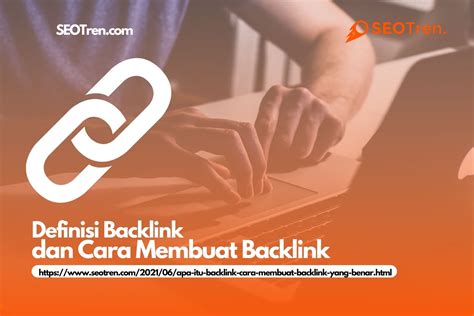 SEOTren.com
SEOTren.
Definisi Backlink
dan Cara Membuat Backlink
https://www.seotren.com/2021/06/apa-itu-backlink-cara-membuat-backlink-yang-benar.html